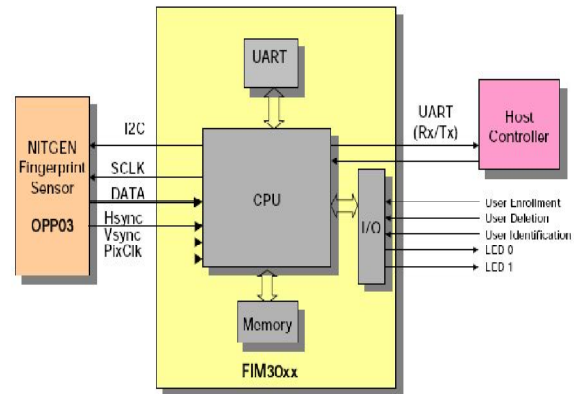 UART
I2C
SCLK
DATA
Hsync
Vsync
PixClk
NITGEN
Fingerprint
Sensor
OPP03
CPU
UART
(Rx/Tx)
Host
Controller
I/O
User Enrollment
User Deletion
User Identification
LED 0
LED 1
Memory
FIM30xx